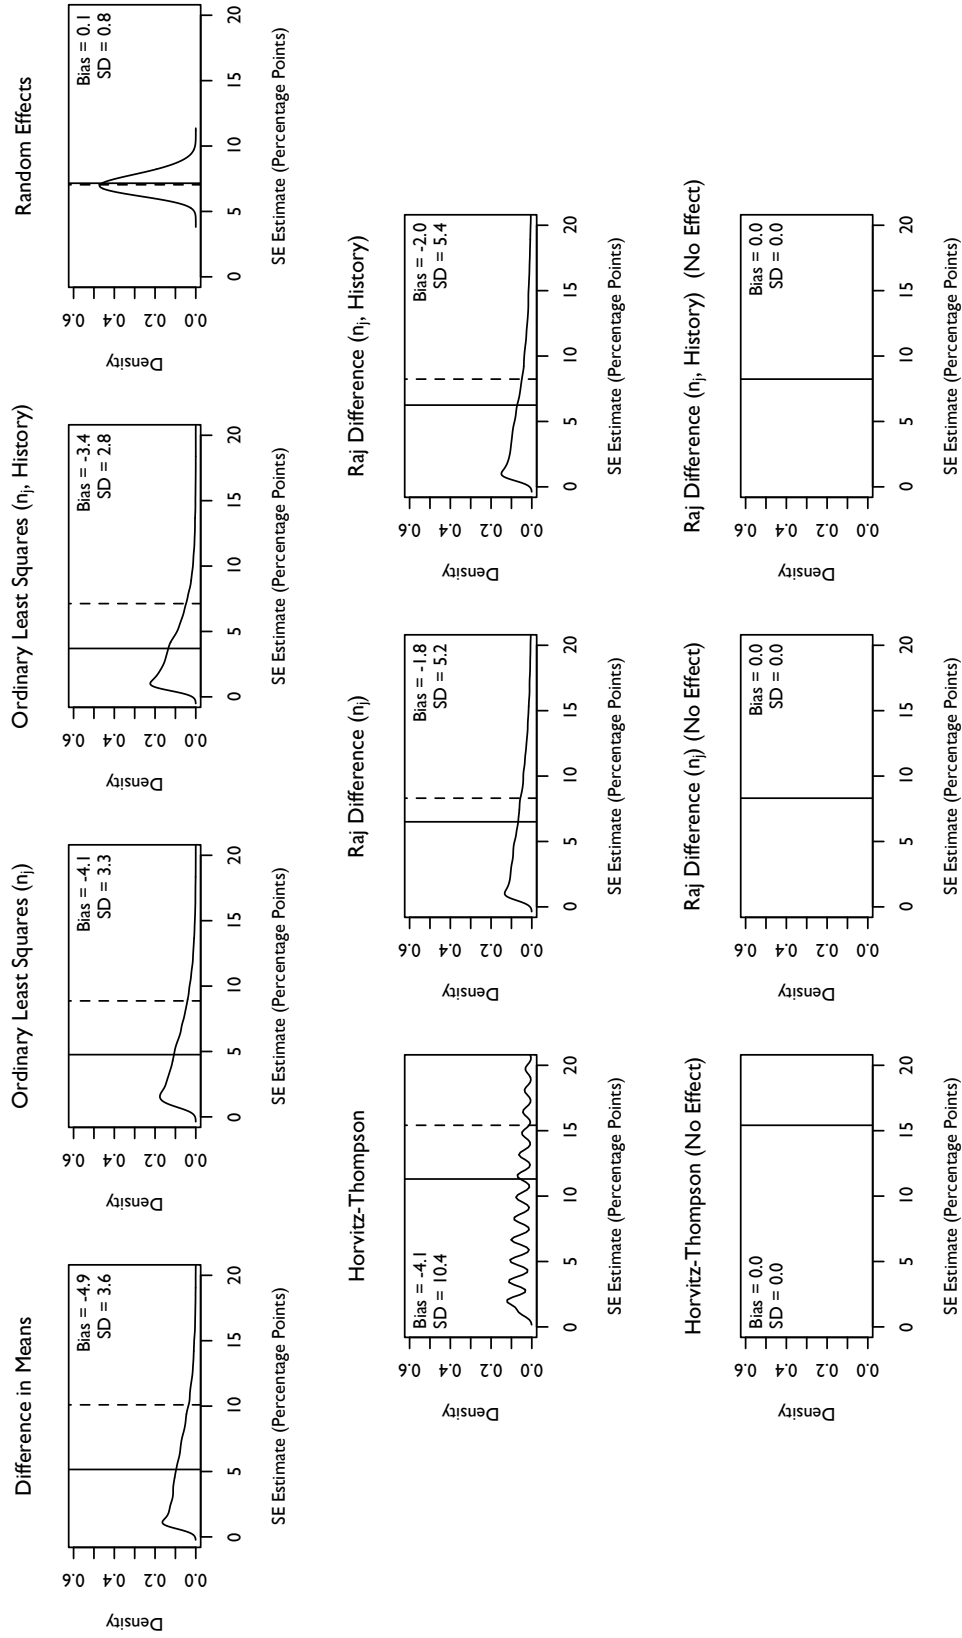 Difference in Means
Bias = -4.9
SD = 3.6
Density
0.0 0.2 0.4 0.6
0 5 10 15 20
SE Estimate (Percentage Points)
Ordinary Least Squares (nj)
Bias = -4.1
SD = 3.3
Density
0.0 0.2 0.4 0.6
0 5 10 15 20
SE Estimate (Percentage Points)
Ordinary Least Squares (nj, History)
Bias = -3.4
SD = 2.8
Density
0.0 0.2 0.4 0.6
0 5 10 15 20
SE Estimate (Percentage Points)
Random Effects
Bias = 0.1
SD = 0.8
Density
0.0 0.2 0.4 0.6
0 5 10 15 20
SE Estimate (Percentage Points)
Horvitz-Thompson
Bias = -4.1
SD = 10.4
Density
0.0 0.2 0.4 0.6
0 5 10 15 20
SE Estimate (Percentage Points)
Raj Difference (nj)
Bias = -1.8
SD = 5.2
Density
0.0 0.2 0.4 0.6
0 5 10 15 20
SE Estimate (Percentage Points)
Raj Difference (nj, History)
Bias = -2.0
SD = 5.4
Density
0.0 0.2 0.4 0.6
0 5 10 15 20
SE Estimate (Percentage Points)
Horvitz-Thompson (No Effect)
Bias = 0.0
SD = 0.0
Density
0.0 0.2 0.4 0.6
0 5 10 15 20
SE Estimate (Percentage Points)
Raj Difference (nj) (No Effect)
Bias = 0.0
SD = 0.0
Density
0.0 0.2 0.4 0.6
0 5 10 15 20
SE Estimate (Percentage Points)
Raj Difference (nj, History) (No Effect)
Bias = 0.0
SD = 0.0
Density
0.0 0.2 0.4 0.6
0 5 10 15 20
SE Estimate (Percentage Points)